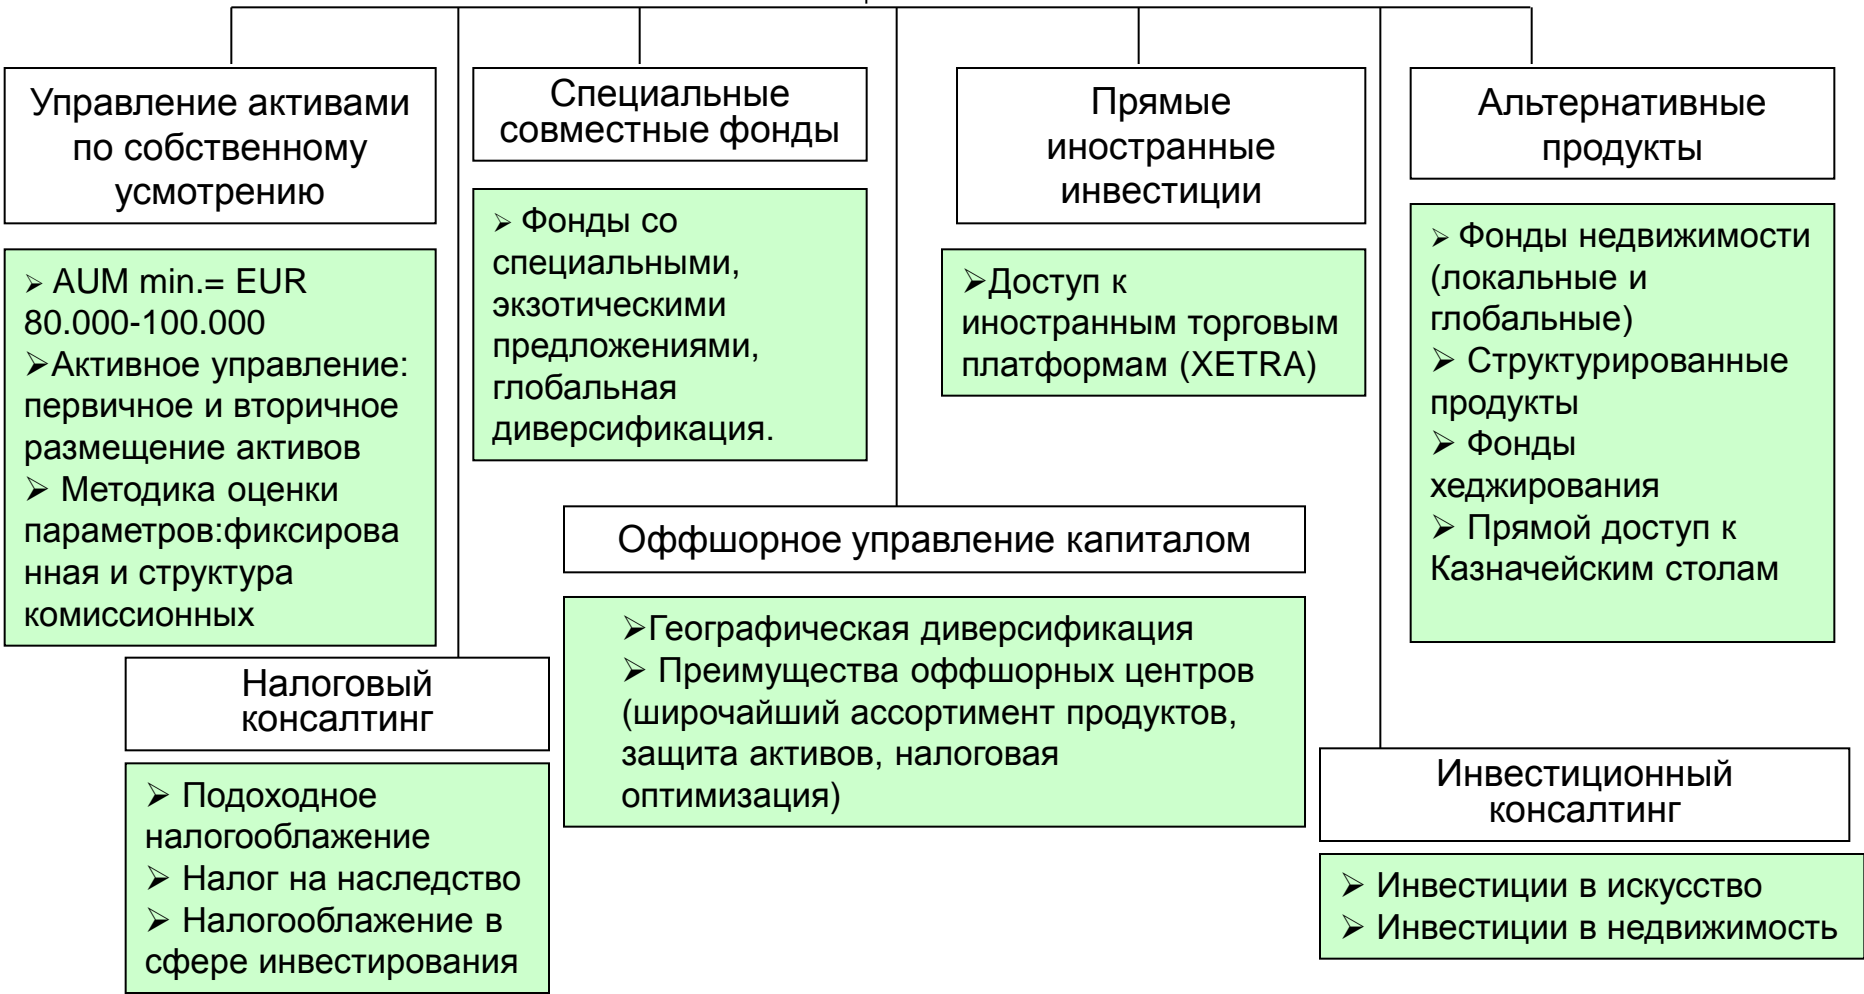 Управление активами
по собственному
усмотрению
➢ AUM min.= EUR
80.000-100.000
➢Активное управление:
первичное и вторичное
размещение активов
➢ Методика оценки
параметров:фиксирова
нная и структура
комиссионных
Специальные
совместные фонды
➢ Фонды со
специальными,
экзотическими
предложениями,
глобальная
диверсификация.
Прямые
иностранные
инвестиции
➢Доступ к
иностранным торговым
платформам (XETRA)
Альтернативные
продукты
➢ Фонды недвижимости
(локальные и
глобальные)
➢ Структурированные
продукты
➢ Фонды
хеджирования
➢ Прямой доступ к
Казначейским столам
Налоговый
консалтинг
➢ Подоходное
налогооблажение
➢ Налог на наследство
➢ Налогооблажение в
сфере инвестирования
Оффшорное управление капиталом
➢Географическая диверсификация
➢ Преимущества оффшорных центров
(широчайший ассортимент продуктов,
защита активов, налоговая
оптимизация)
Инвестиционный
консалтинг
➢ Инвестиции в искусство
➢ Инвестиции в недвижимость